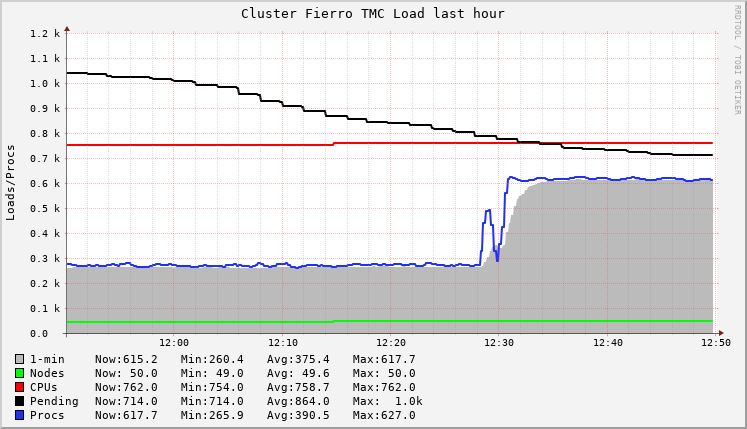 Cluster Fierro TMC Load last hour
RRDTOOL / TOBI OETIKER
Loads/Procs
1.2 k
1.1 k
1.0 k
0.9 k
0.8 k
0.7 k
0.6 k
0.5 k
0.4 k
0.3 k
0.2 k
0.1 k
0.0
12:00 12:10 12:20 12:30 12:40 12:50
1-min Now:615.2 Min:260.4 Avg:375.4 Max:617.7
Nodes Now: 50.0 Min: 49.0 Avg: 49.6 Max: 50.0
CPUs Now:762.0 Min:754.0 Avg:758.7 Max:762.0
Pending Now:714.0 Min:714.0 Avg:864.0 Max: 1.0k
Procs Now:617.7 Min:265.9 Avg:390.5 Max:627.0